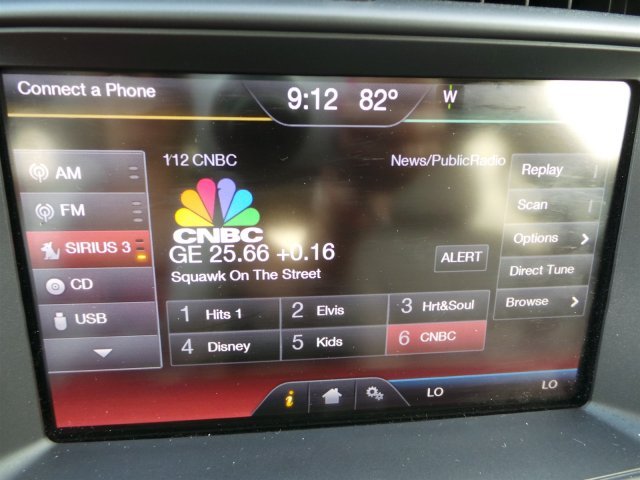 Connect a Phone
9:12 82° W
112 CNBC News/PublicRadio
CNBC
GE 25.66 +0.16
Squawk On The Street
ALERT
AM
FM
SIRIUS 3
CD
USB
Replay
Scan
Options
Direct Tune
Browse
1 Hits 1 2 Elvis 3 Hrt&Soul
4 Disney 5 Kids 6 CNBC
i
LO LO